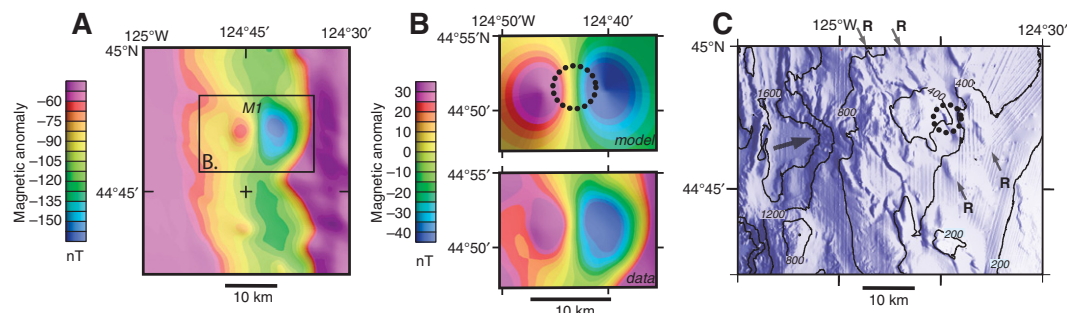 A
124°45'
124°30'
45°N
M1
B.
44°45'
10 km
Magnetic anomaly
−60
−75
−90
−105
−120
−135
−150
nT
B
124°50'W
124°40'W
44°55'N
44°50'
model
44°55'
44°50'
data
10 km
Magnetic anomaly
30
20
10
0
−10
−20
−30
−40
nT
C
125°W
R
R
124°30'
45°N
1600
800
400
400
R
44°45'
R
1200
200
800
200
10 km